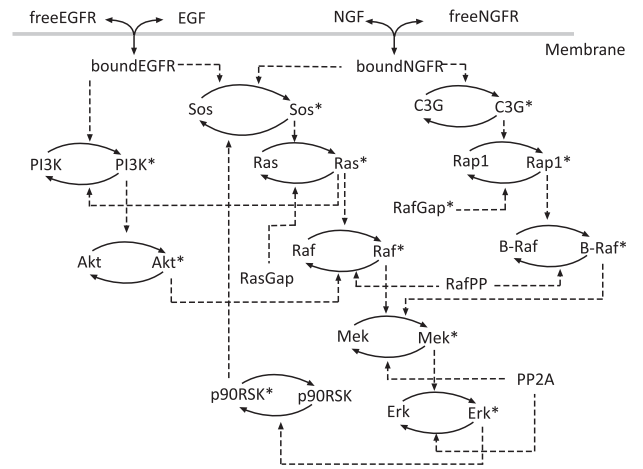 freeEGFR EGF NGF freeNGFR
Membrane
boundEGFR boundNGFR
Sos Sos* C3G C3G*
PI3K PI3K* Ras Ras* Rap1 Rap1*
RafGap*
Akt Akt* Raf Raf* B-Raf B-Raf*
RasGap RafPP
Mek Mek*
PP2A
p90RSK* p90RSK Erk Erk*